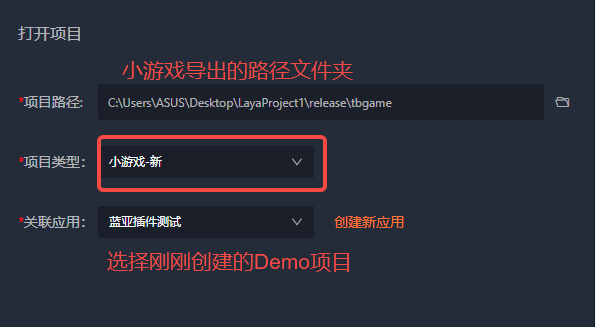 打开项目
小游戏导出的路径文件夹
*项目路径: C:\Users\ASUS\Desktop\LayaProject1\release\tbgame
*项目类型: 小游戏-新
*关联应用: 蓝亚插件测试 创建新应用
选择刚刚创建的Demo项目